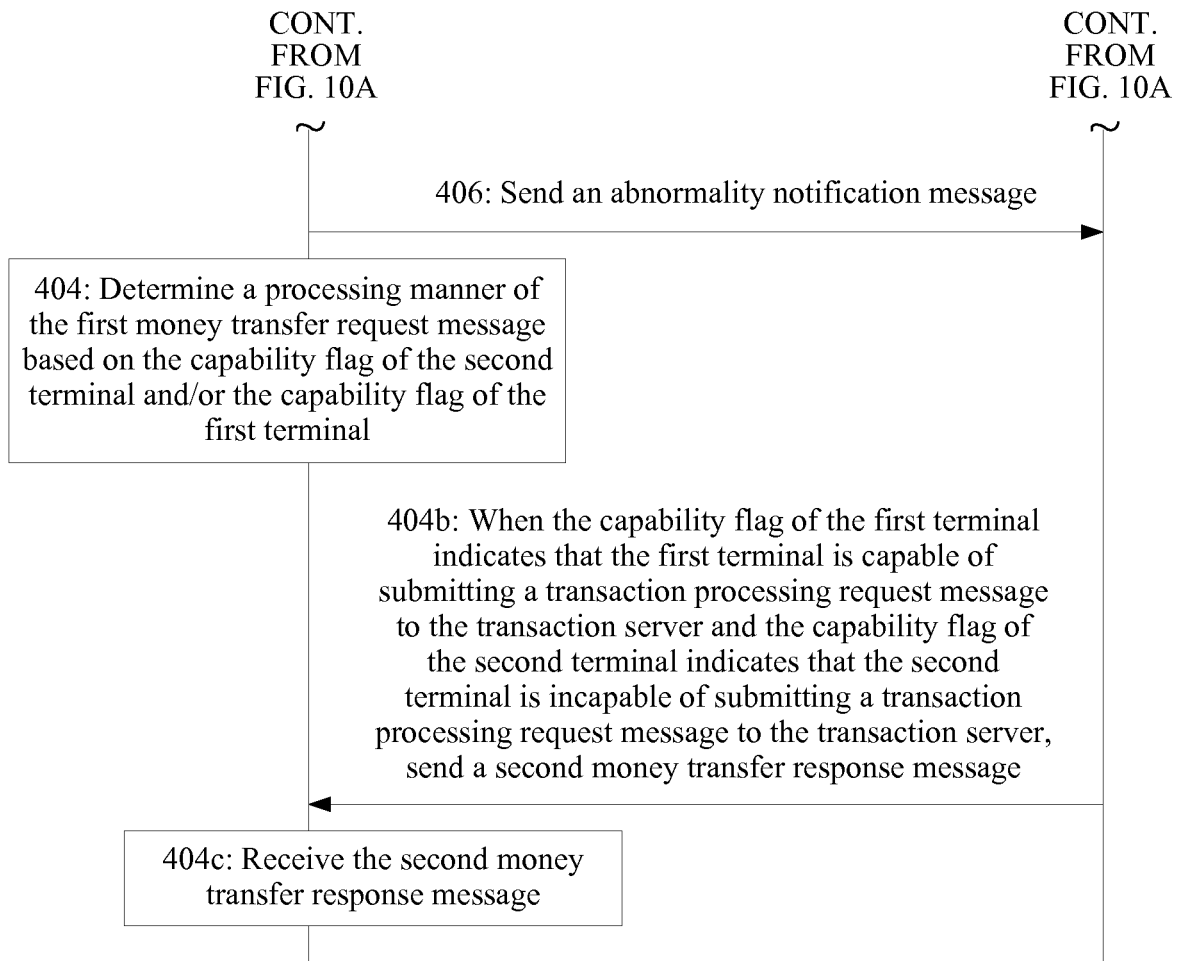 CONT.
FROM
FIG. 10A
CONT.
FROM
FIG. 10A
406: Send an abnormality notification message
404: Determine a processing manner of
the first money transfer request message
based on the capability flag of the second
terminal and/or the capability flag of the
first terminal
404b: When the capability flag of the first terminal
indicates that the first terminal is capable of
submitting a transaction processing request message
to the transaction server and the capability flag of
the second terminal indicates that the second
terminal is incapable of submitting a transaction
processing request message to the transaction server,
send a second money transfer response message
404c: Receive the second money
transfer response message